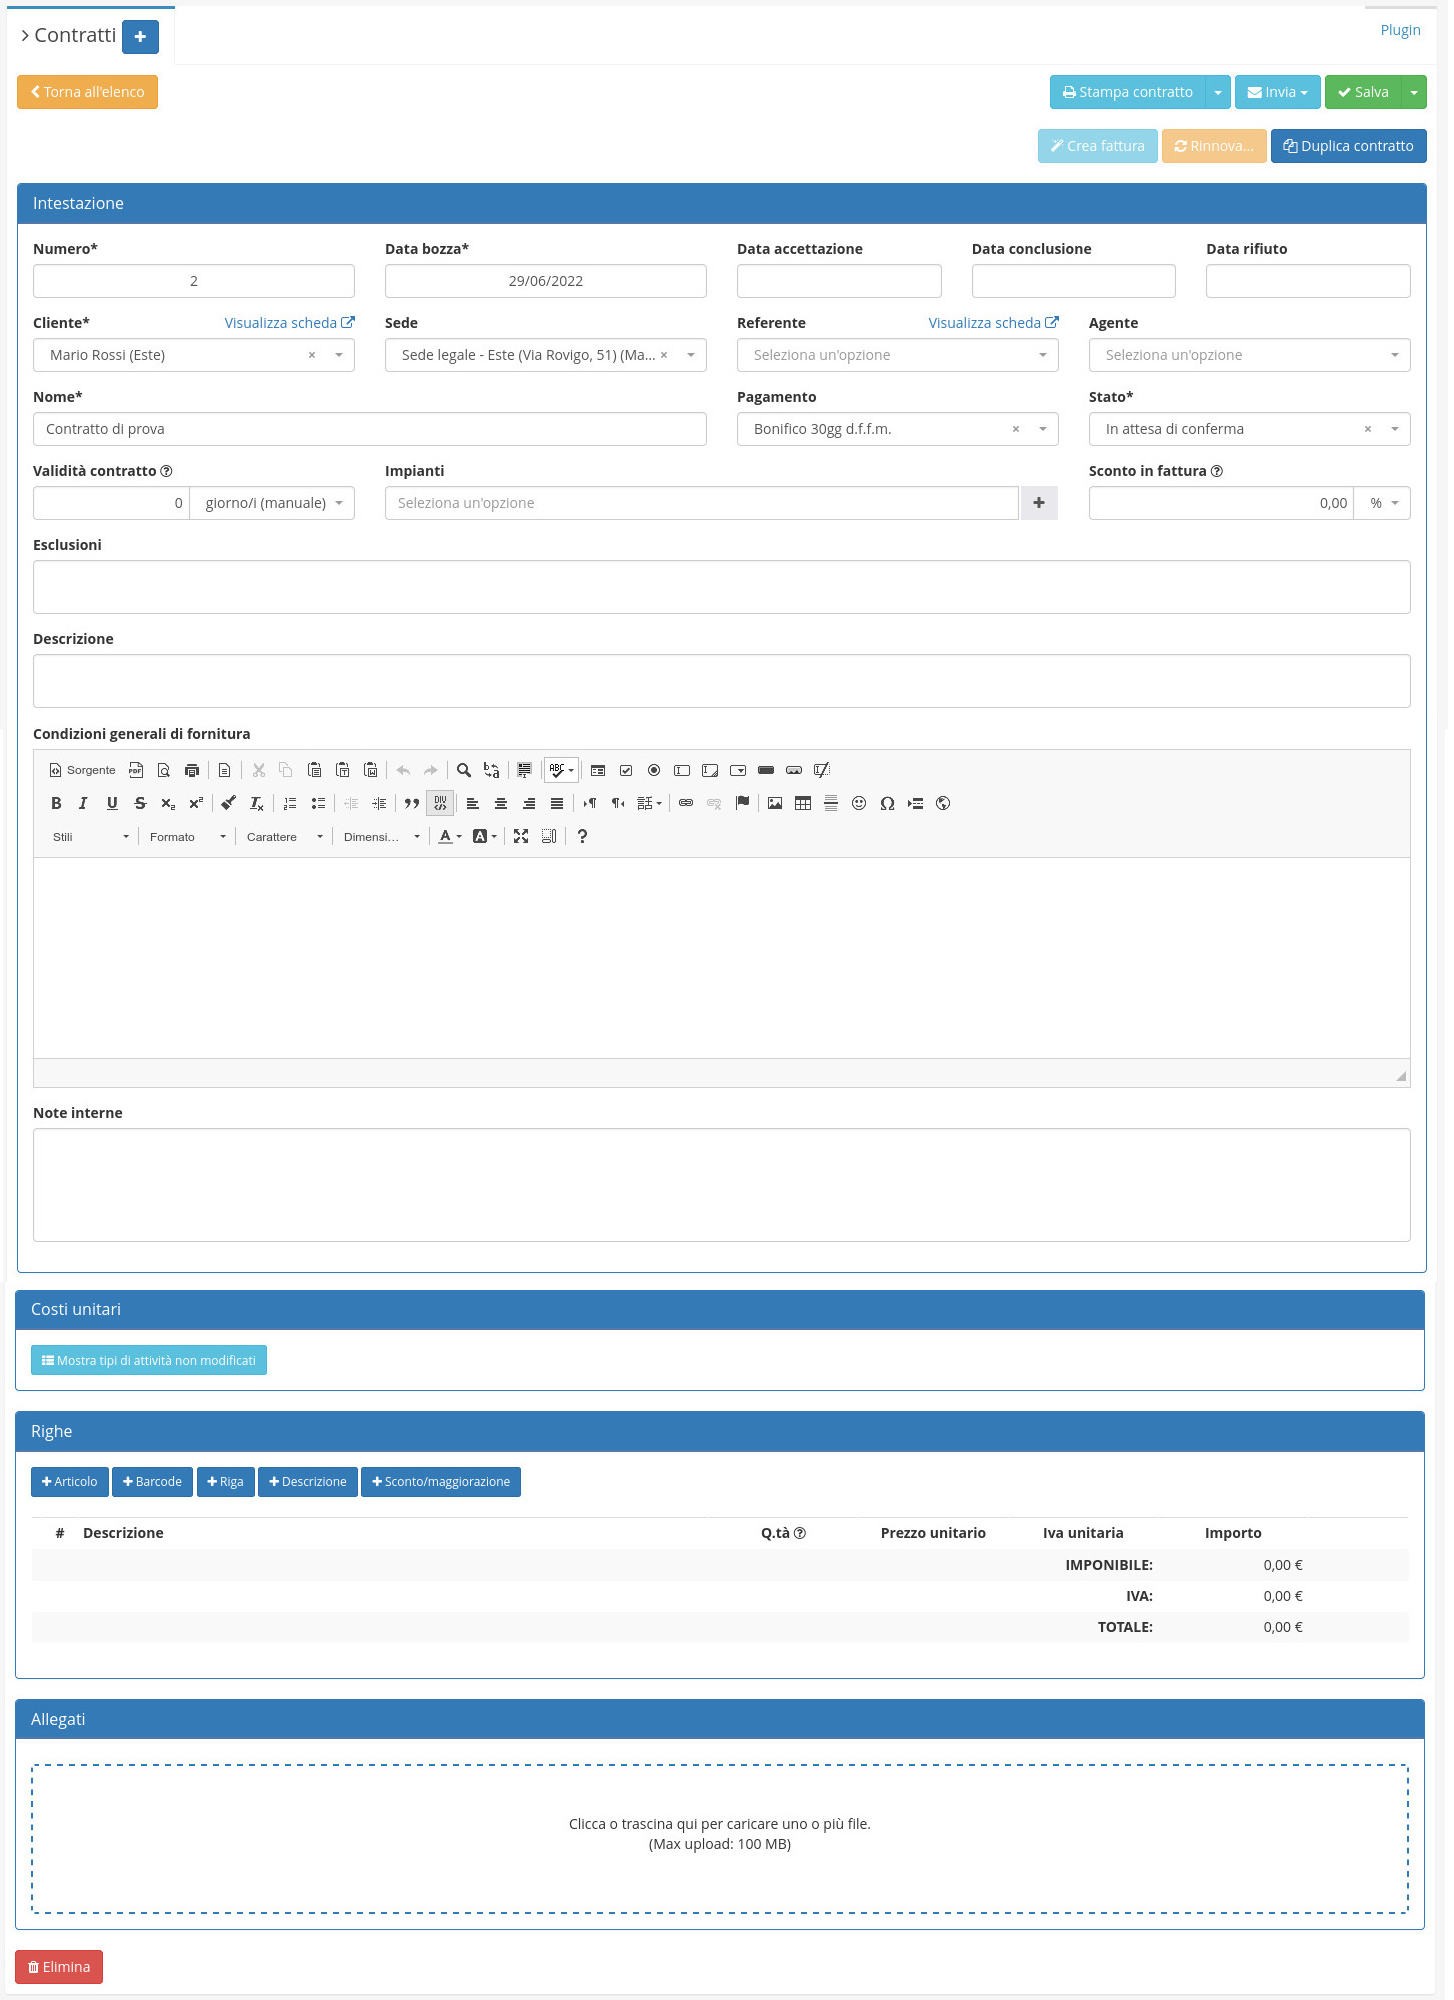 Contratti
Plugin
Torna all'elenco
Stampa contratto
Invia
Salva
Crea fattura
Rinnova...
Duplica contratto
Intestazione
Numero* Data bozza* Data accettazione Data conclusione Data rifiuto
2 29/06/2022
Cliente* Visualizza scheda Sede Referente Visualizza scheda Agente
Mario Rossi (Este) × Sede legale - Este (Via Rovigo, 51) (Ma... × Seleziona un'opzione Seleziona un'opzione
Nome* Pagamento Stato*
Contratto di prova Bonifico 30gg d.f.f.m. × In attesa di conferma ×
Validità contratto Impianti Sconto in fattura
0 giorno/i (manuale) Seleziona un'opzione 0,00 %
Esclusioni
Descrizione
Condizioni generali di fornitura
Sorgente
Stili Formato Carattere Dimensi...
Note interne
Costi unitari
Mostra tipi di attività non modificati
Righe
Articolo Barcode Riga Descrizione Sconto/maggiorazione
# Descrizione Q.tà Prezzo unitario Iva unitaria Importo
IMPONIBILE: 0,00 €
IVA: 0,00 €
TOTALE: 0,00 €
Allegati
Clicca o trascina qui per caricare uno o più file.
(Max upload: 100 MB)
Elimina